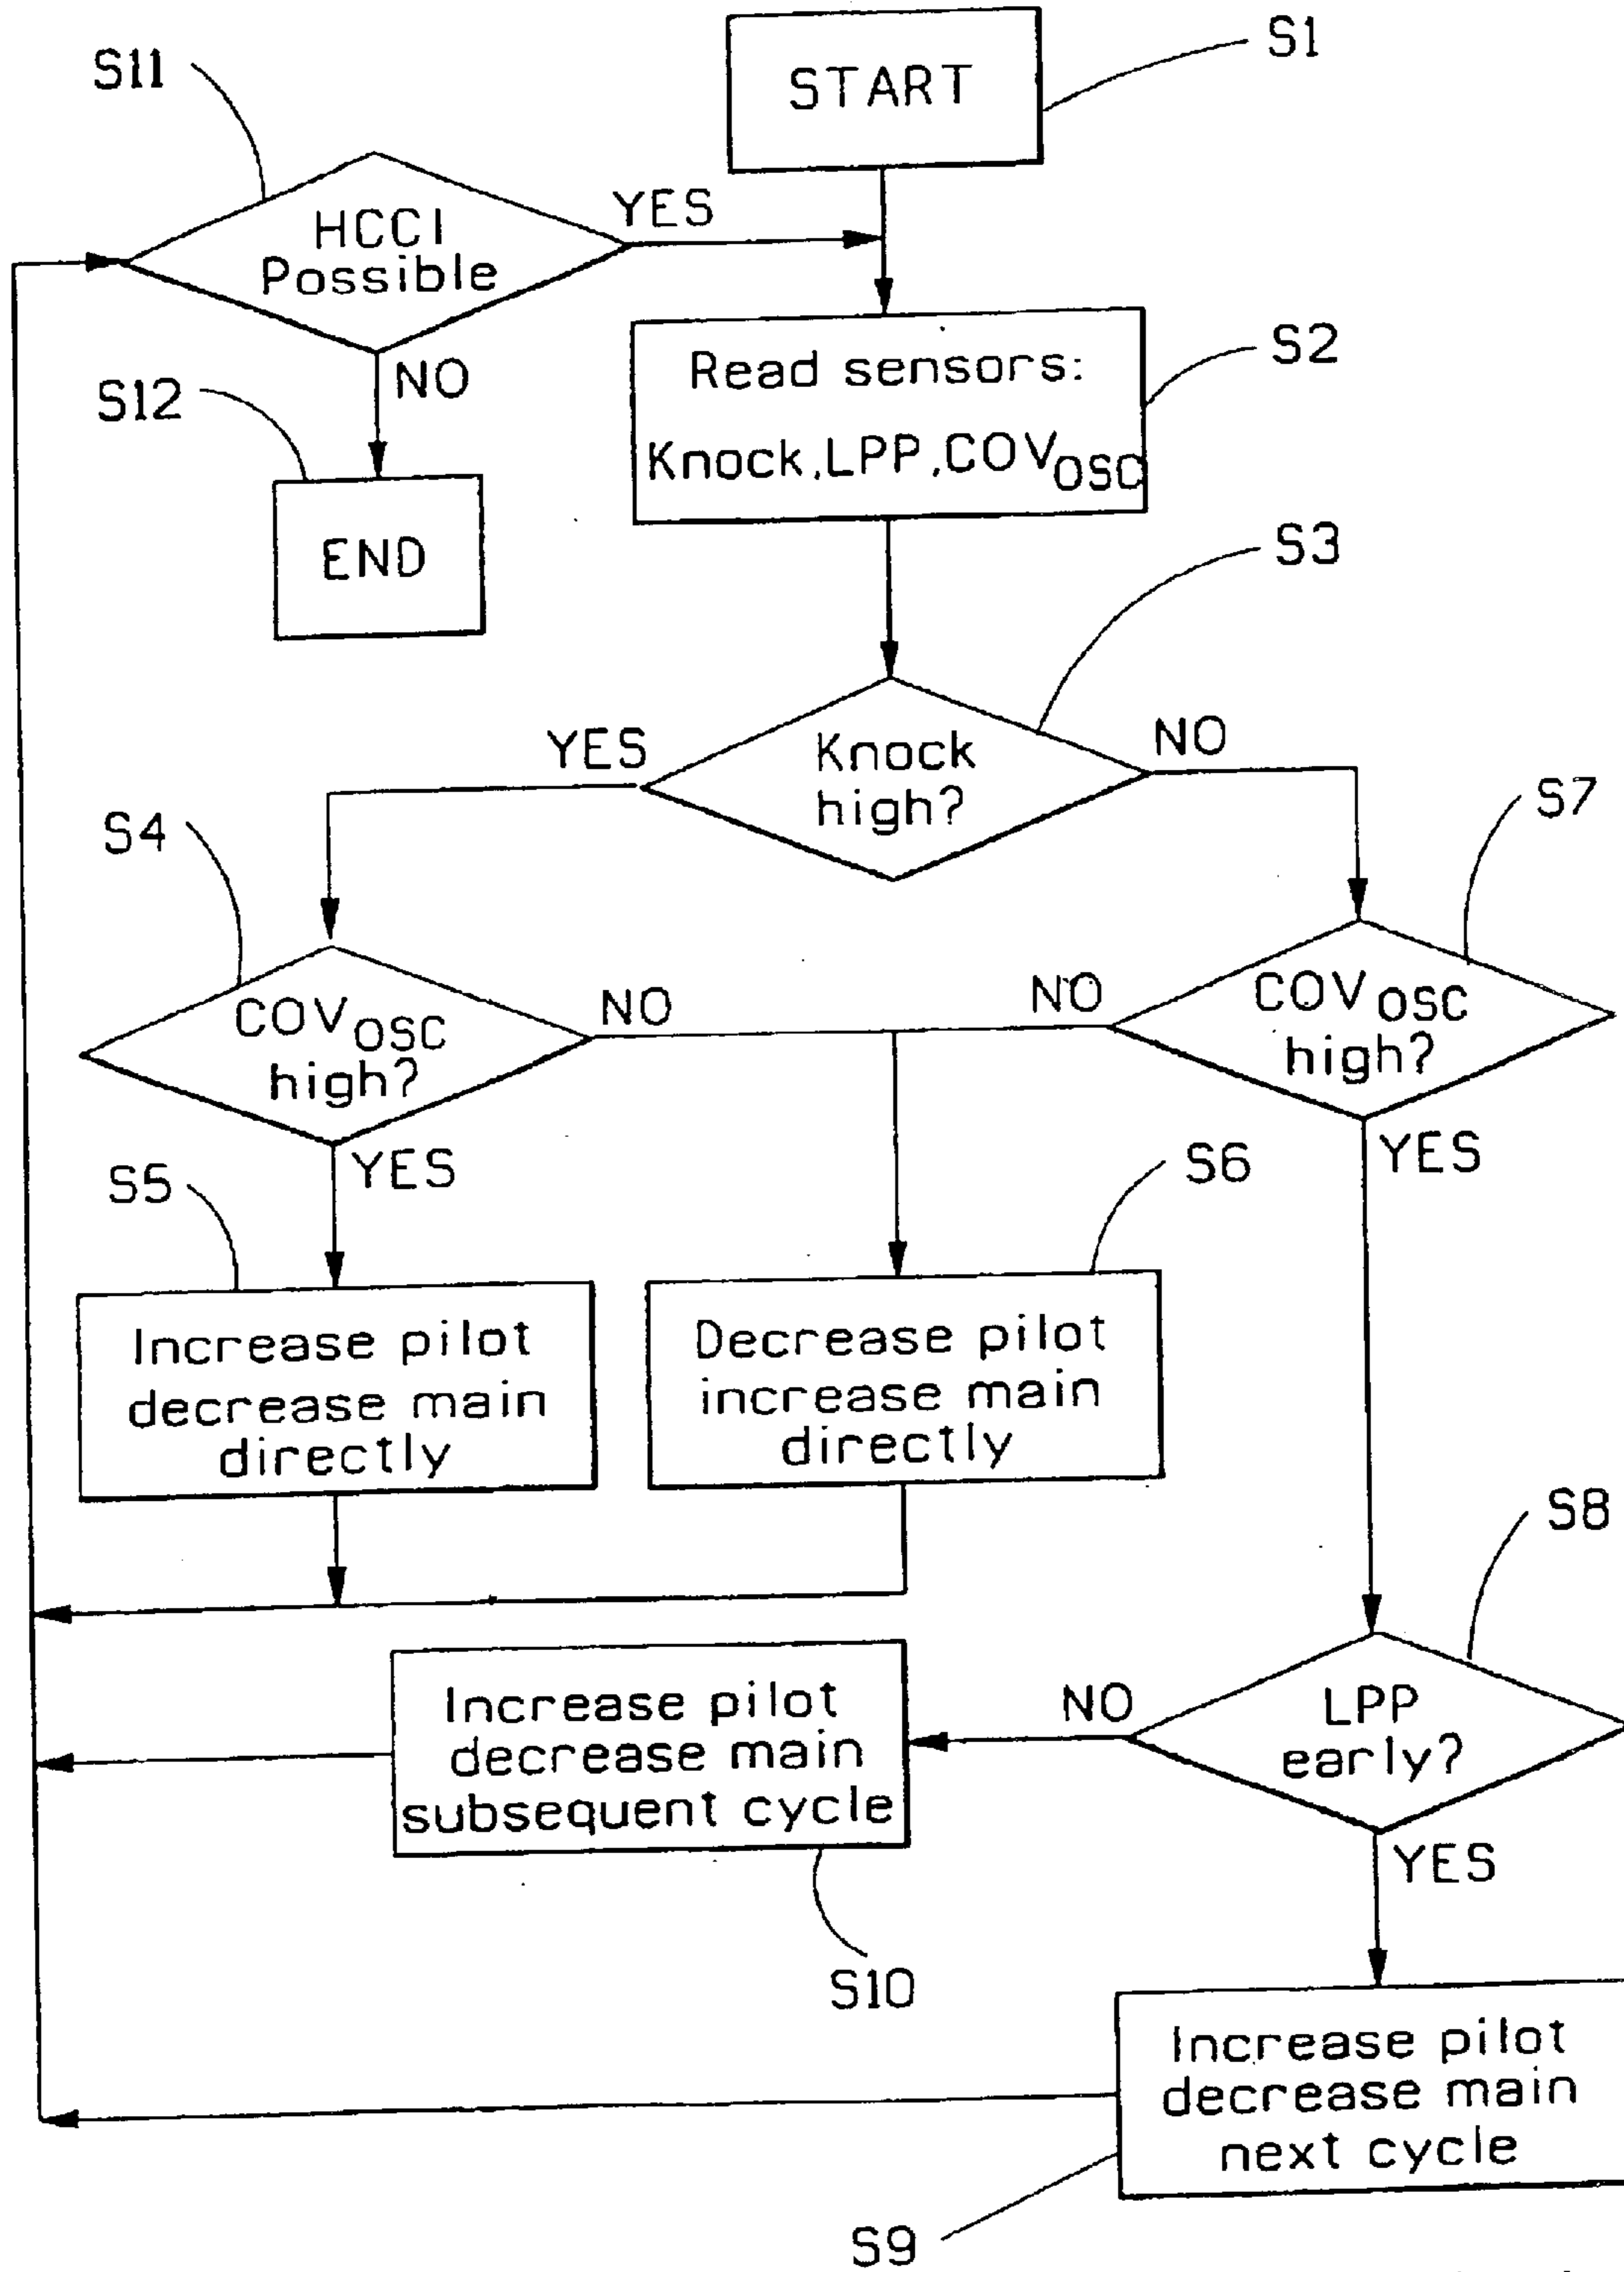 S11
START
S1
HCCI
Possible
YES
NO
S12
END
Read sensors:
Knock,LPP,COVOSC
S2
S3
YES
Knock
high?
NO
S7
S4
COVOSC
high?
NO
NO
COVOSC
high?
YES
YES
S5
S6
Increase pilot
decrease main
directly
Decrease pilot
increase main
directly
S8
Increase pilot
decrease main
subsequent cycle
NO
LPP
early?
YES
S10
Increase pilot
decrease main
next cycle
S9